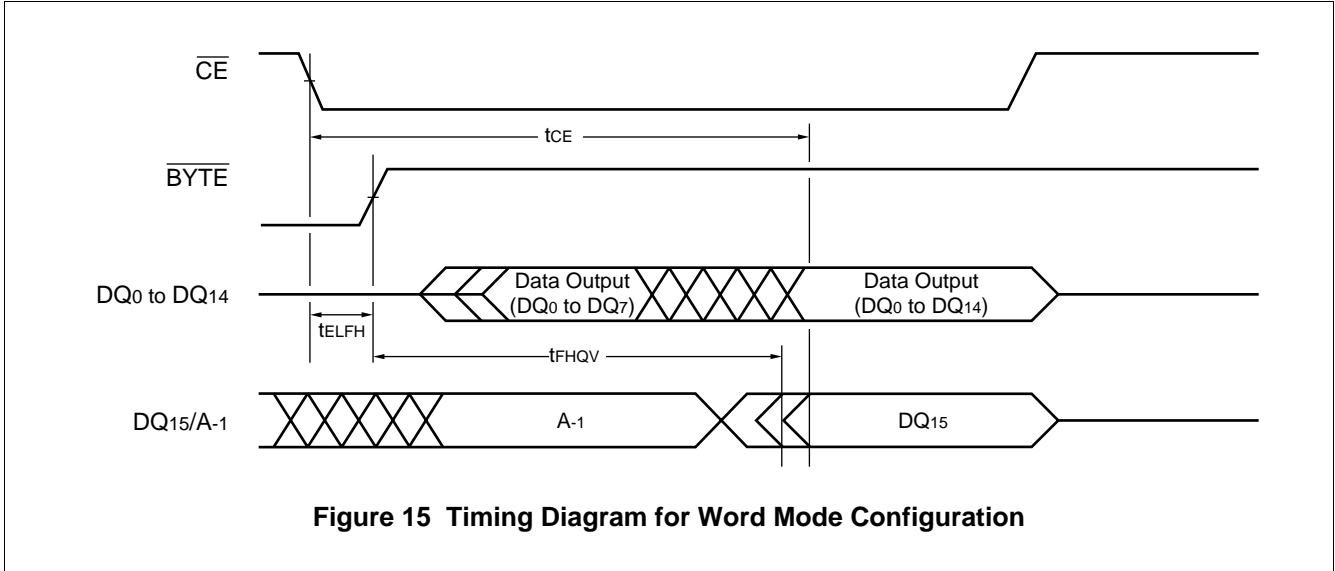 CE
tCE
BYTE
Data Output
(DQ0 to DQ7)
Data Output
(DQ0 to DQ14)
DQ0 to DQ14
tELFH
tFHQV
DQ15/A-1
A-1
DQ15
Figure 15 Timing Diagram for Word Mode Configuration